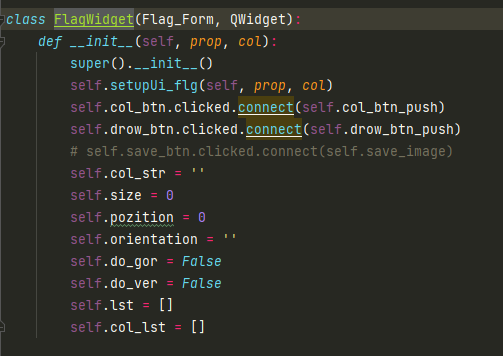 class FlaqWidget(Flag_Form, QWidget):
    def __init__(self, prop, col):
        super().__init__()
        self.setupUi_flg(self, prop, col)
        self.col_btn.clicked.connect(self.col_btn_push)
        self.drow_btn.clicked.connect(self.drow_btn_push)
        # self.save_btn.clicked.connect(self.save_image)
        self.col_str = ''
        self.size = 0
        self.pozition = 0
        self.orientation = ''
        self.do_gor = False
        self.do_ver = False
        self.lst = []
        self.col_lst = []